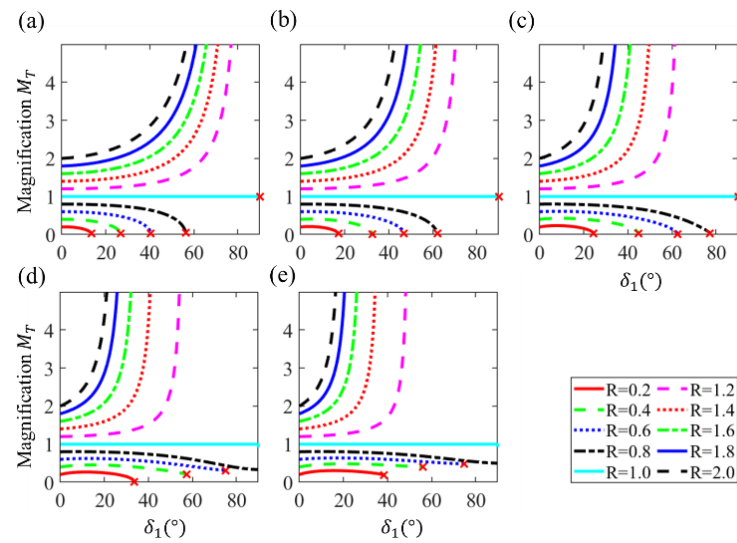 (a)
(b)
(c)
Magnification M_T
4
3
2
1
0
0 20 40 60 80
4
3
2
1
0
0 20 40 60 80
4
3
2
1
0
0 20 40 60 80
δ₁(°)
(d)
(e)
Magnification M_T
4
3
2
1
0
0 20 40 60 80
δ₁(°)
4
3
2
1
0
0 20 40 60 80
δ₁(°)
R=0.2 R=1.2
R=0.4 R=1.4
R=0.6 R=1.6
R=0.8 R=1.8
R=1.0 R=2.0